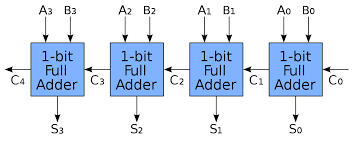 A3 B3 A2 B2 A1 B1 A0 B0
1-bit Full Adder
1-bit Full Adder
1-bit Full Adder
1-bit Full Adder
C4 C3 C2 C1 C0
S3 S2 S1 S0